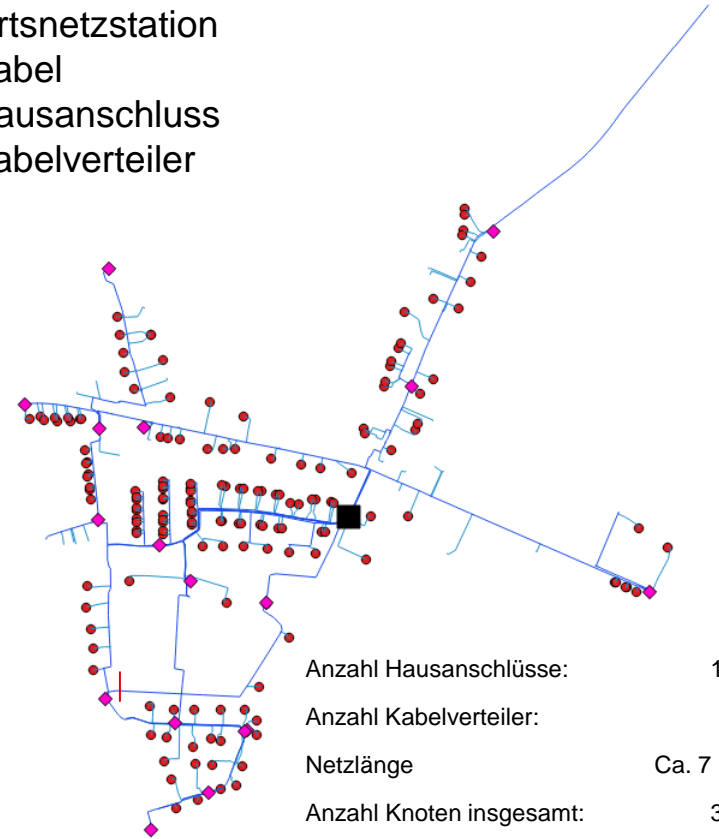 rtsnetzstation
abel
ausanschluss
abelverteiler
Anzahl Hausanschlüsse: 1
Anzahl Kabelverteiler:
Netzlänge Ca. 7
Anzahl Knoten insgesamt: 3